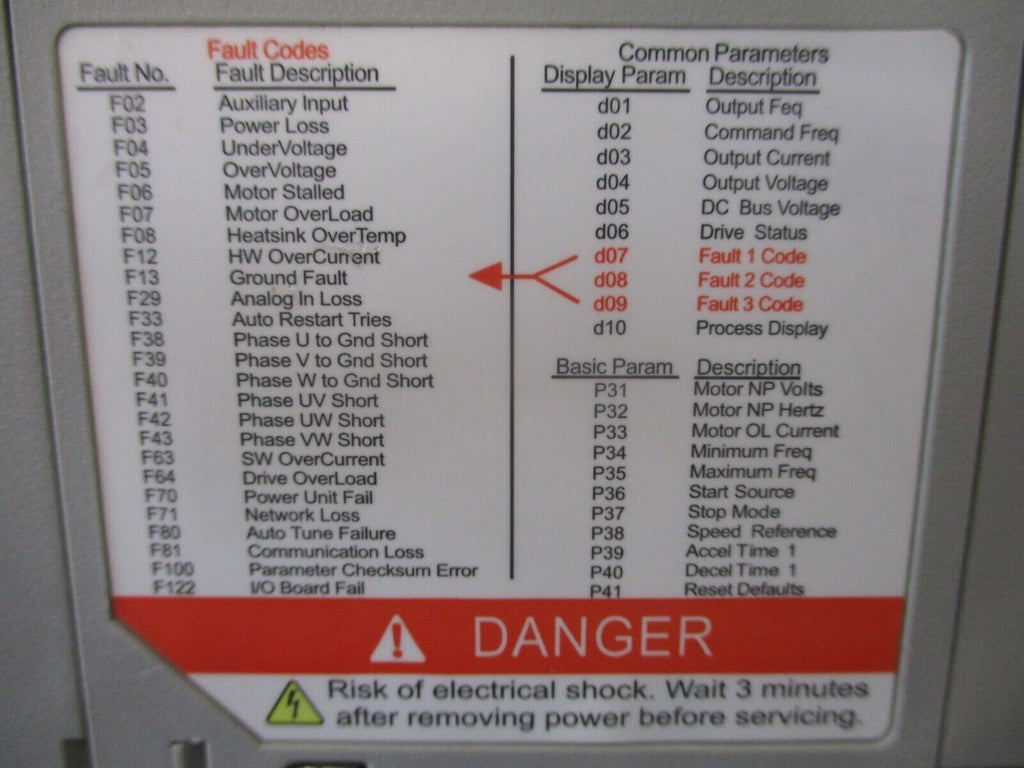 Fault Codes
Fault No. Fault Description
F02 Auxiliary Input
F03 Power Loss
F04 UnderVoltage
F05 OverVoltage
F06 Motor Stalled
F07 Motor OverLoad
F08 Heatsink OverTemp
F12 HW OverCurrent
F13 Ground Fault
F29 Analog In Loss
F33 Auto Restart Tries
F38 Phase U to Gnd Short
F39 Phase V to Gnd Short
F40 Phase W to Gnd Short
F41 Phase UV Short
F42 Phase UW Short
F43 Phase VW Short
F63 SW OverCurrent
F64 Drive OverLoad
F70 Power Unit Fail
F71 Network Loss
F80 Auto Tune Failure
F81 Communication Loss
F100 Parameter Checksum Error
F122 I/O Board Fail
Common Parameters
Display Param Description
d01 Output Feq
d02 Command Freq
d03 Output Current
d04 Output Voltage
d05 DC Bus Voltage
d06 Drive Status
d07 Fault 1 Code
d08 Fault 2 Code
d09 Fault 3 Code
d10 Process Display
Basic Param Description
P31 Motor NP Volts
P32 Motor NP Hertz
P33 Motor OL Current
P34 Minimum Freq
P35 Maximum Freq
P36 Start Source
P37 Stop Mode
P38 Speed Reference
P39 Accel Time 1
P40 Decel Time 1
P41 Reset Defaults
DANGER
Risk of electrical shock. Wait 3 minutes
after removing power before servicing.